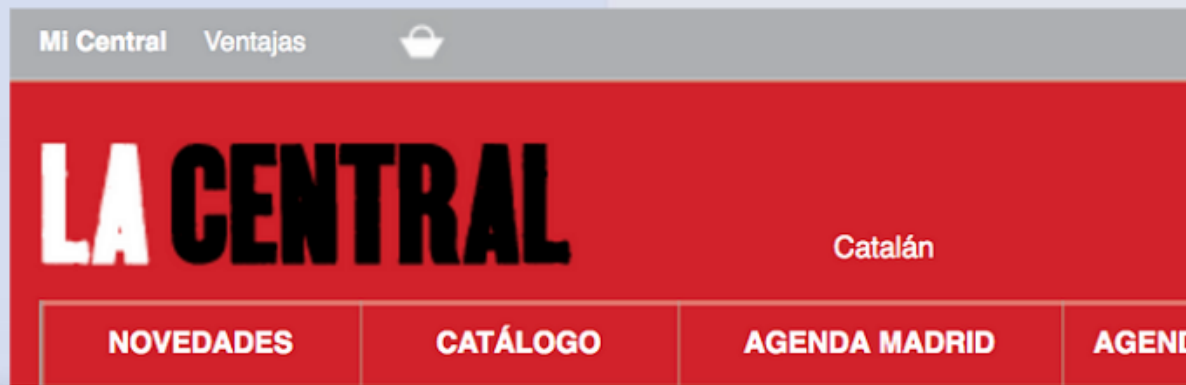 Mi Central Ventajas
LA CENTRAL
Catalán
NOVEDADES CATÁLOGO AGENDA MADRID